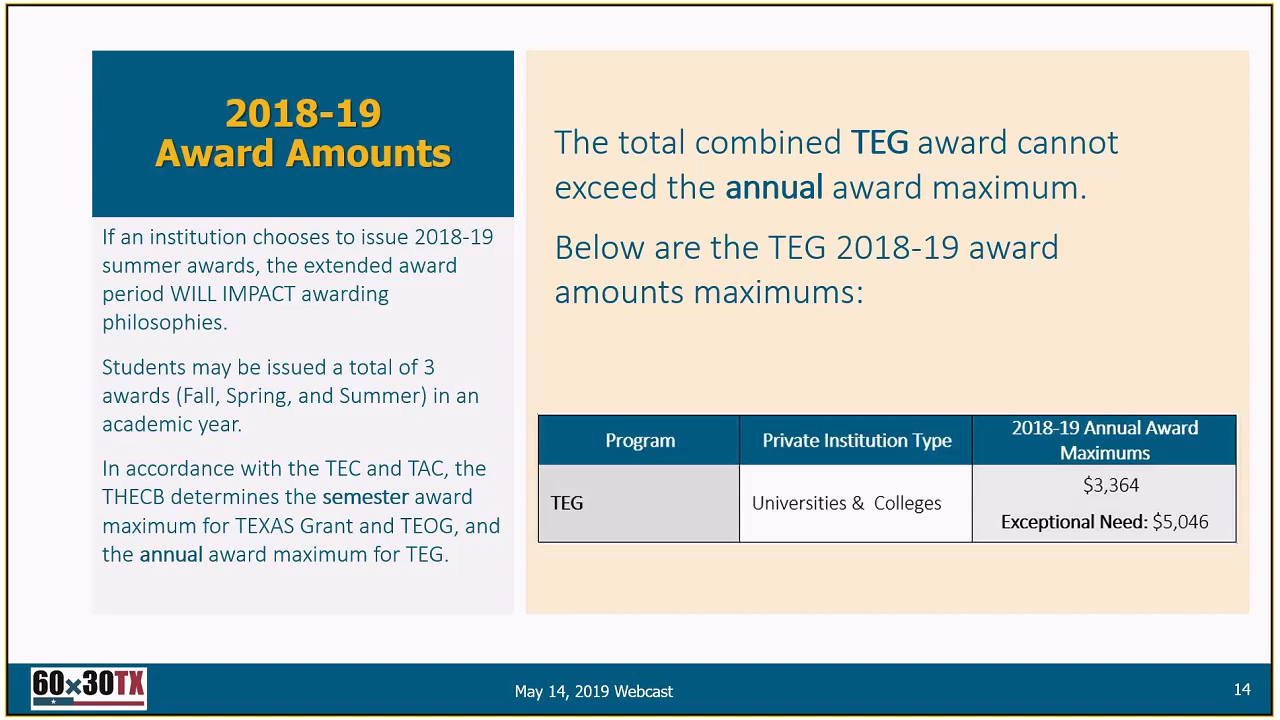 2018-19
Award Amounts
If an institution chooses to issue 2018-19
summer awards, the extended award
period WILL IMPACT awarding
philosophies.
Students may be issued a total of 3
awards (Fall, Spring, and Summer) in an
academic year.
In accordance with the TEC and TAC, the
THECB determines the semester award
maximum for TEXAS Grant and TEOG, and
the annual award maximum for TEG.
The total combined TEG award cannot
exceed the annual award maximum.
Below are the TEG 2018-19 award
amounts maximums:
Program
Private Institution Type
2018-19 Annual Award
Maximums
TEG
Universities & Colleges
$3,364
Exceptional Need: $5,046
60x30TX
May 14, 2019 Webcast
14